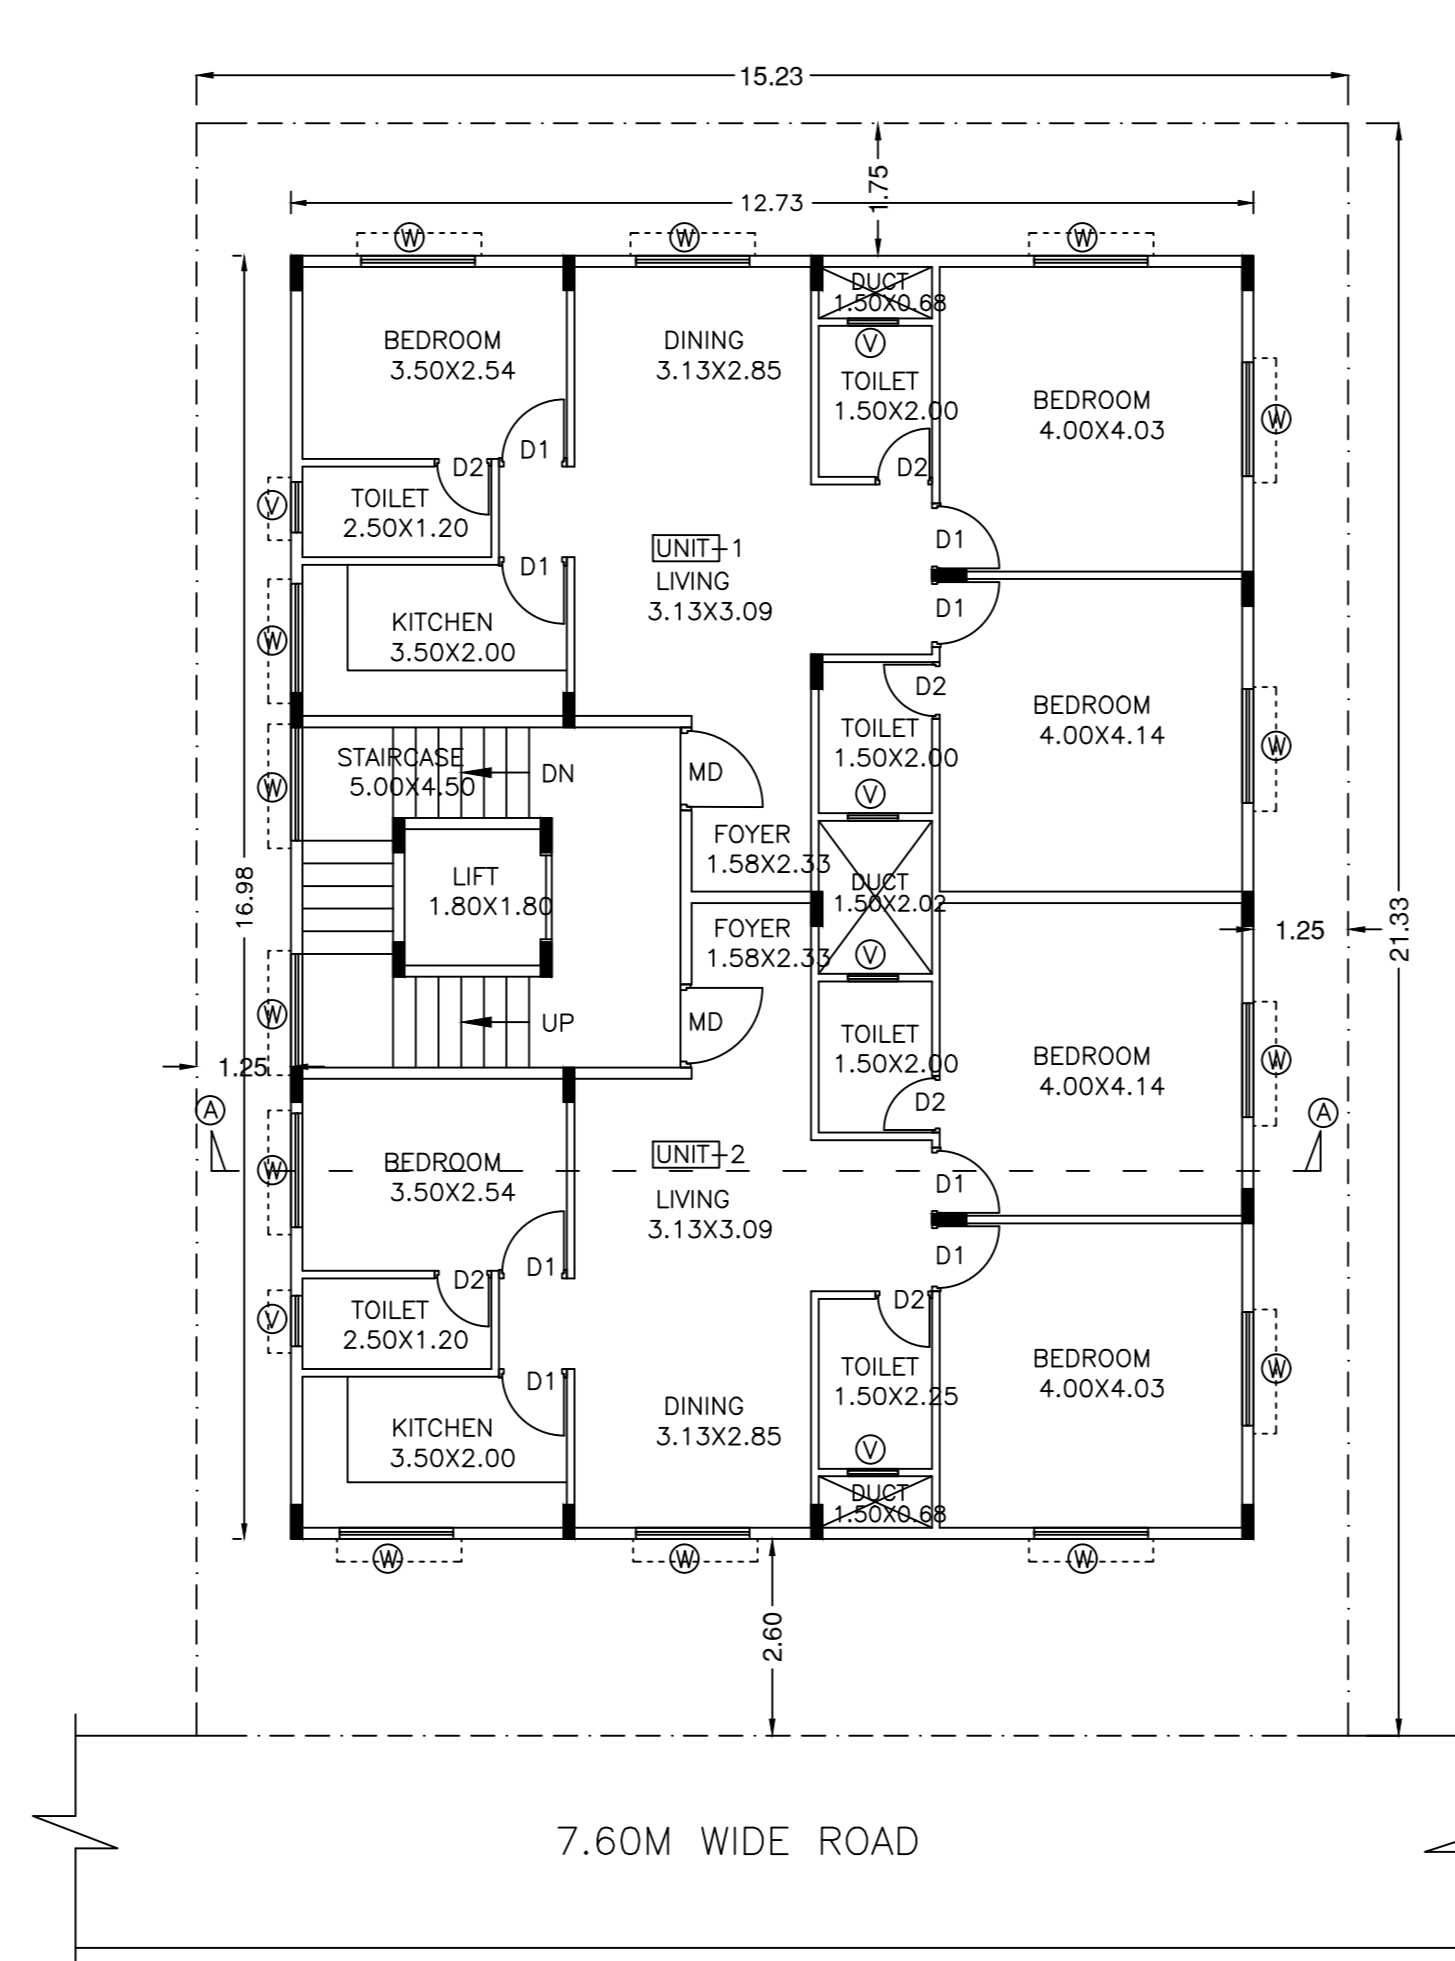 15.23
1.75
12.73
W
W
W
DUCT
1.50X0.68
BEDROOM
3.50X2.54
DINING
3.13X2.85
V
TOILET
1.50X2.00
BEDROOM
4.00X4.03
W
D1
D2
D2
TOILET
2.50X1.20
V
D1
UNIT-1
LIVING
3.13X3.09
D1
D1
KITCHEN
3.50X2.00
W
D2
BEDROOM
4.00X4.14
TOILET
1.50X2.00
W
STAIRCASE
5.00X4.50
W
DN
MD
V
FOYER
1.58X2.33
LIFT
1.80X1.80
DUCT
1.50X2.02
16.98
FOYER
1.58X2.33
V
1.25
21.33
W
UP
MD
TOILET
1.50X2.00
BEDROOM
4.00X4.14
W
1.25
A
D2
A
UNIT-2
BEDROOM
3.50X2.54
W
LIVING
3.13X3.09
D1
D1
D1
D2
TOILET
2.50X1.20
V
D2
TOILET
1.50X2.25
BEDROOM
4.00X4.03
W
D1
DINING
3.13X2.85
KITCHEN
3.50X2.00
V
DUCT
1.50X0.68
W
W
W
2.60
7.60M WIDE ROAD